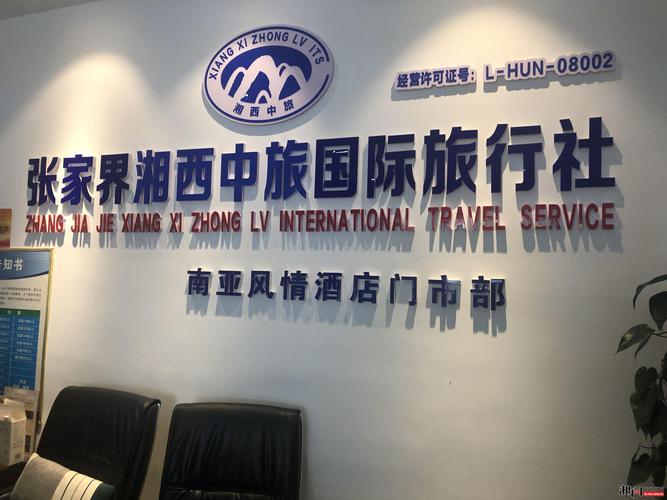 XIANG XI ZHONG LV ITS
湘西中旅
经营许可证号: L-HUN-08002
张家界湘西中旅国际旅行社
ZHANG JIA JIE XIANG XI ZHONG LV INTERNATIONAL TRAVEL SERVICE
南亚风情酒店门市部
知书